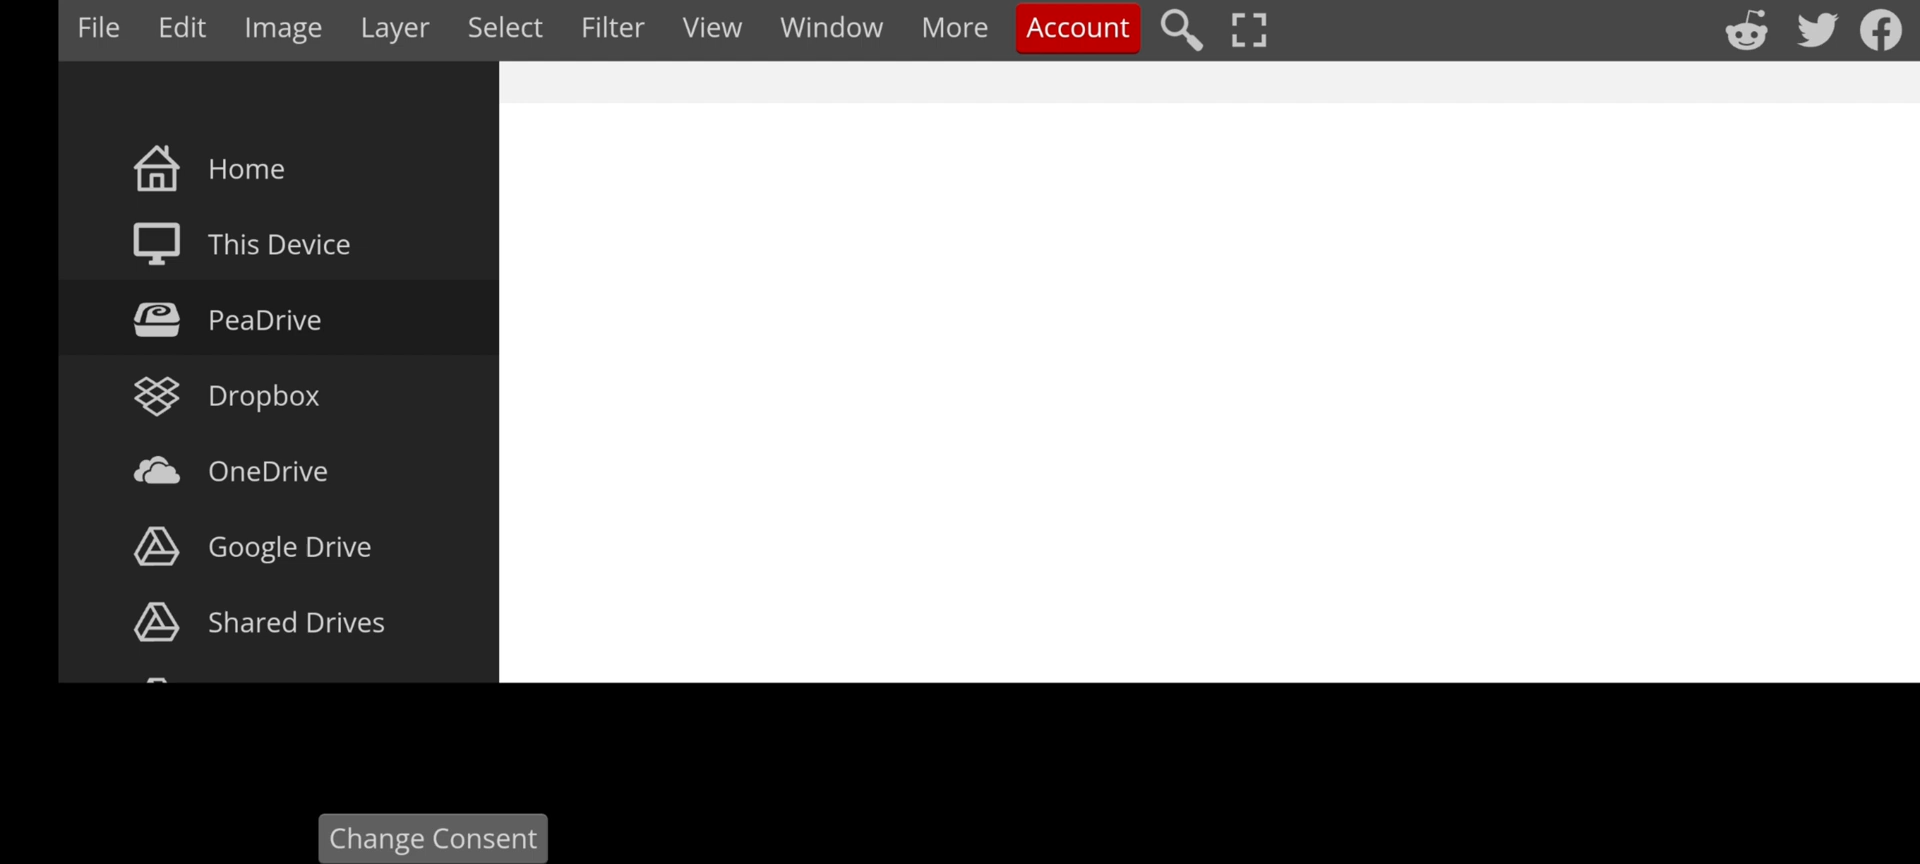 File Edit Image Layer Select Filter View Window More Account
Home
This Device
PeaDrive
Dropbox
OneDrive
Google Drive
Shared Drives
Change Consent